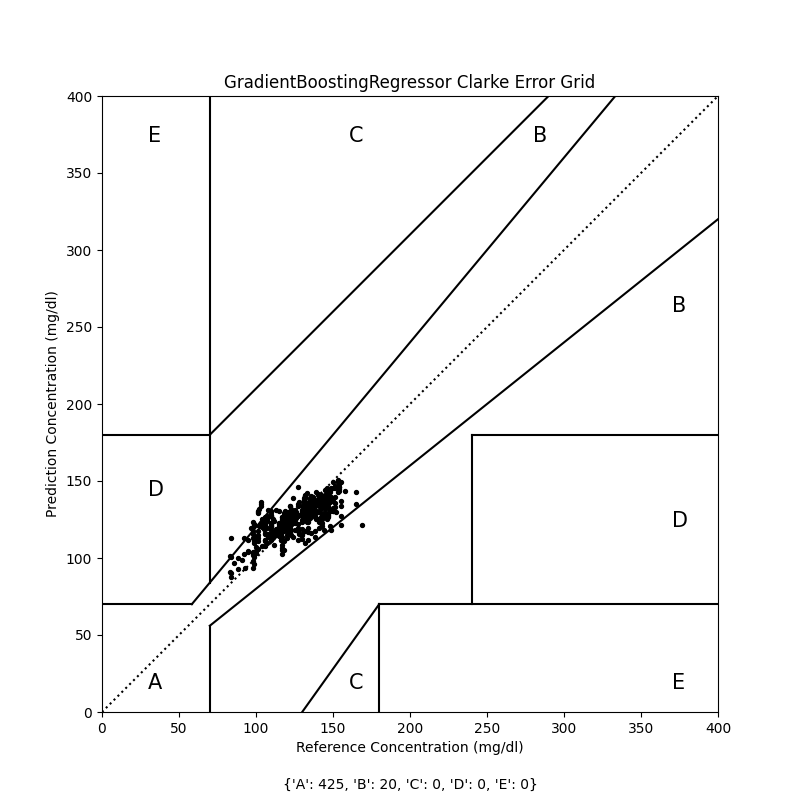 GradientBoostingRegressor Clarke Error Grid
400
E
C
B
350
300
B
250
200
Prediction Concentration (mg/dl)
150
D
D
100
50
A
C
E
0
0 50 100 150 200 250 300 350 400
Reference Concentration (mg/dl)
{'A': 425, 'B': 20, 'C': 0, 'D': 0, 'E': 0}